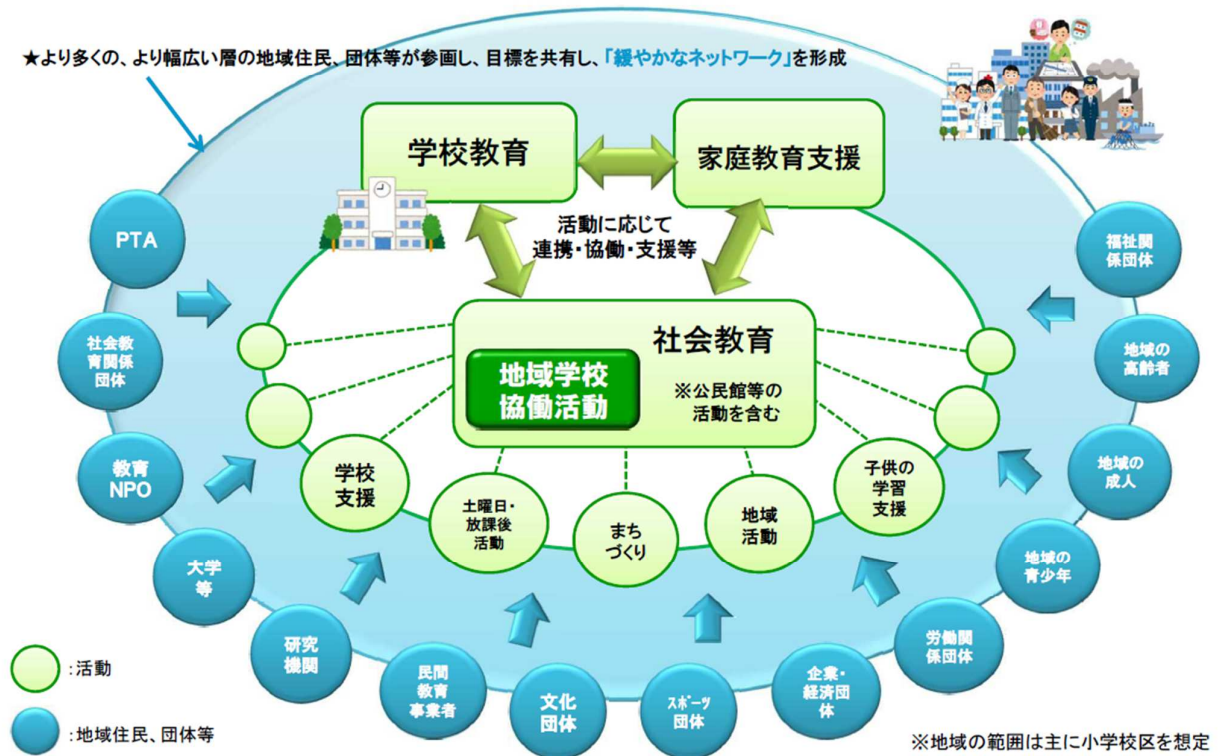 ★より多くの、より幅広い層の地域住民、団体等が参画し、目標を共有し、「緩やかなネットワーク」を形成
学校教育
家庭教育支援
活動に応じて
連携・協働・支援等
社会教育
※公民館等の
活動を含む
地域学校
協働活動
学校
支援
土曜日・
放課後
活動
まち
づくり
地域
活動
子供の
学習
支援
PTA
社会教
育関係
団体
教育
NPO
大学
等
研究
機関
民間
教育
事業者
文化
団体
スポーツ
団体
企業・
経済団
体
労働関
係団体
地域の
青少年
地域の
成人
地域の
高齢者
福祉関
係団体
:活動
:地域住民、団体等
※地域の範囲は主に小学校区を想定